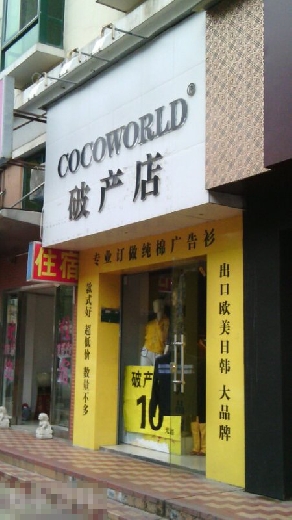 COCOWORLD®
破产店
住宿
专业订做纯棉广告衫
款式好 超低价 数量不多
出口欧美日韩 大品牌
破产
10